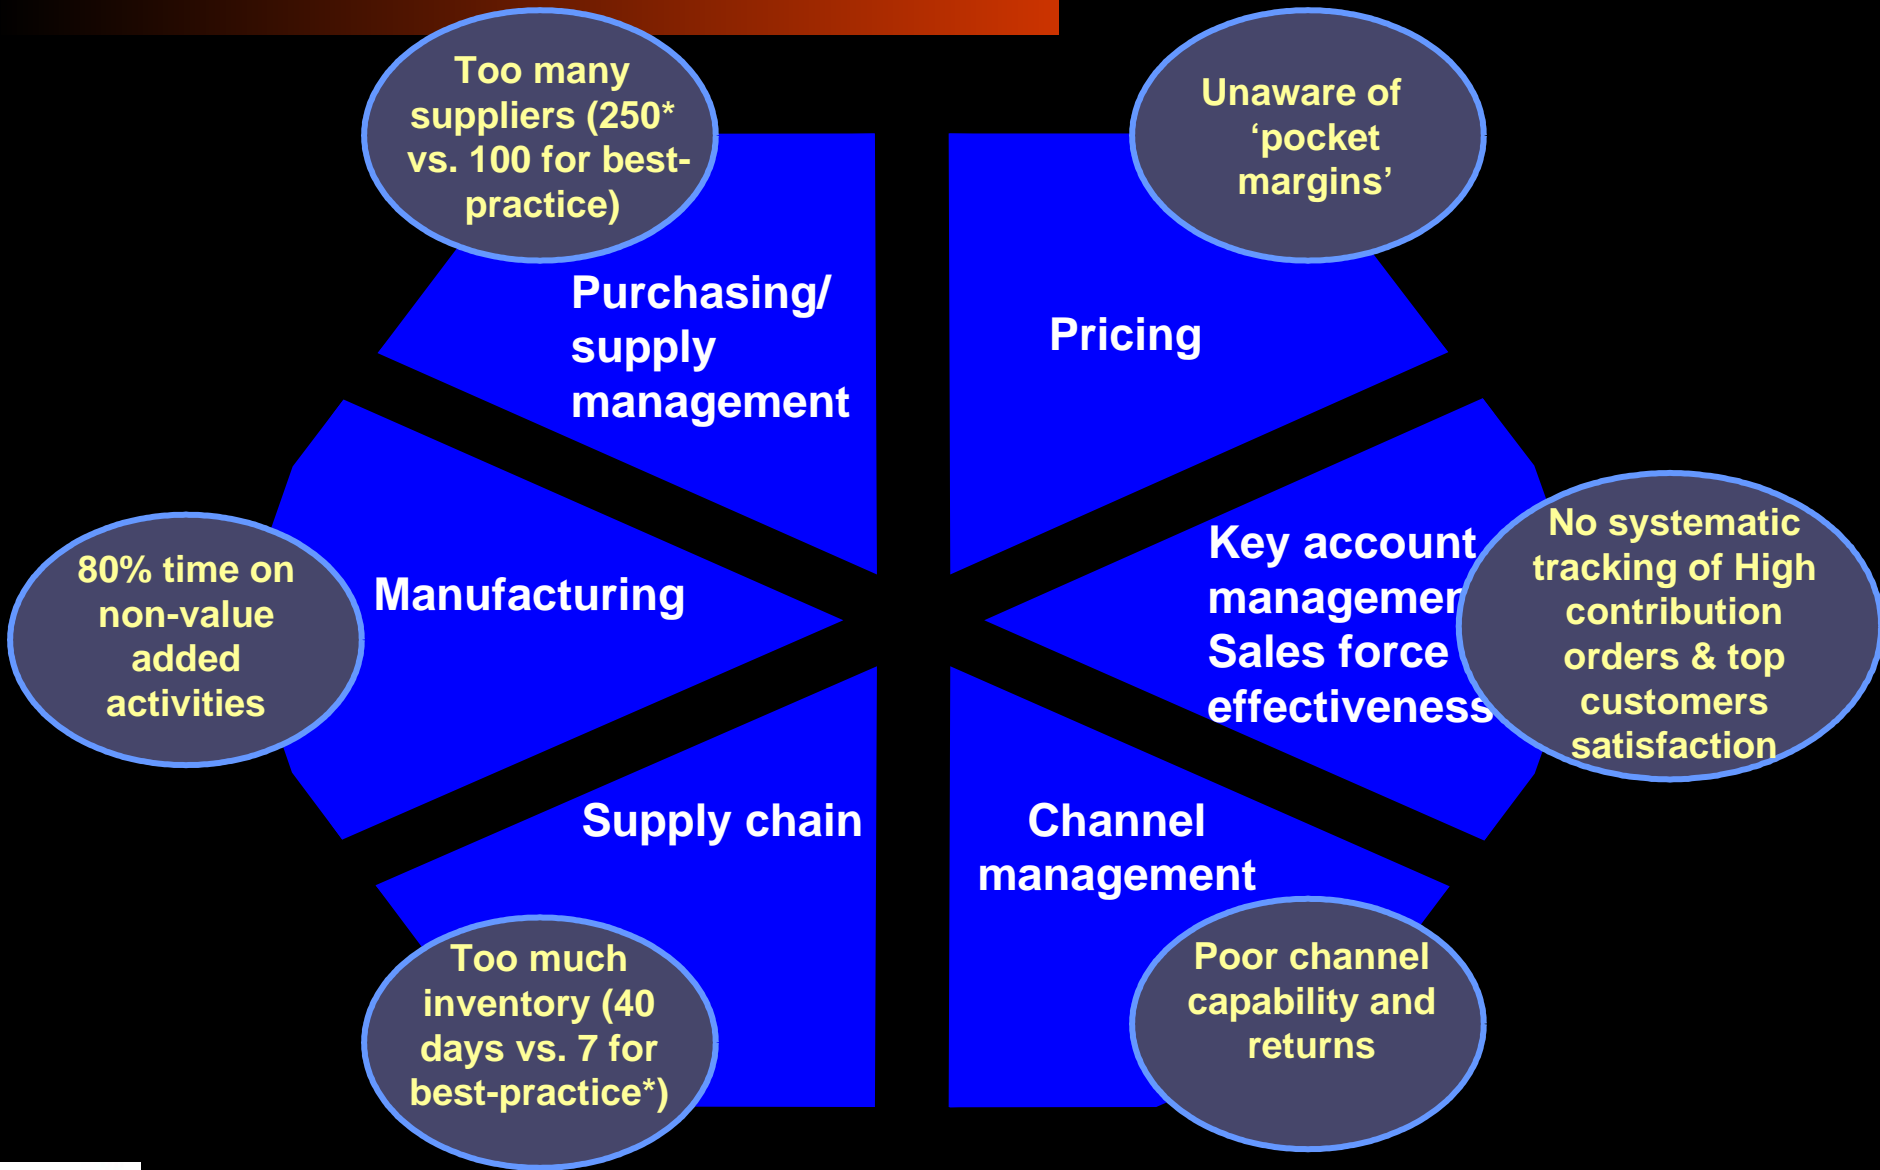 Too many
suppliers (250*
vs. 100 for best-
practice)
Unaware of
‘pocket
margins’
Purchasing/
supply
management
Pricing
80% time on
non-value
added
activities
Manufacturing
Key account
managemen
Sales force
effectiveness
No systematic
tracking of High
contribution
orders & top
customers
satisfaction
Supply chain
Channel
management
Too much
inventory (40
days vs. 7 for
best-practice*)
Poor channel
capability and
returns